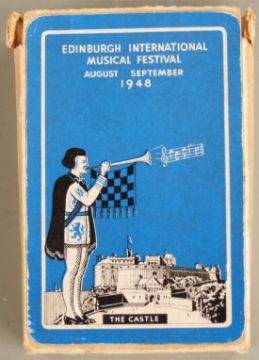 EDINBURGH INTERNATIONAL
MUSICAL FESTIVAL
AUGUST SEPTEMBER
1948
THE CASTLE